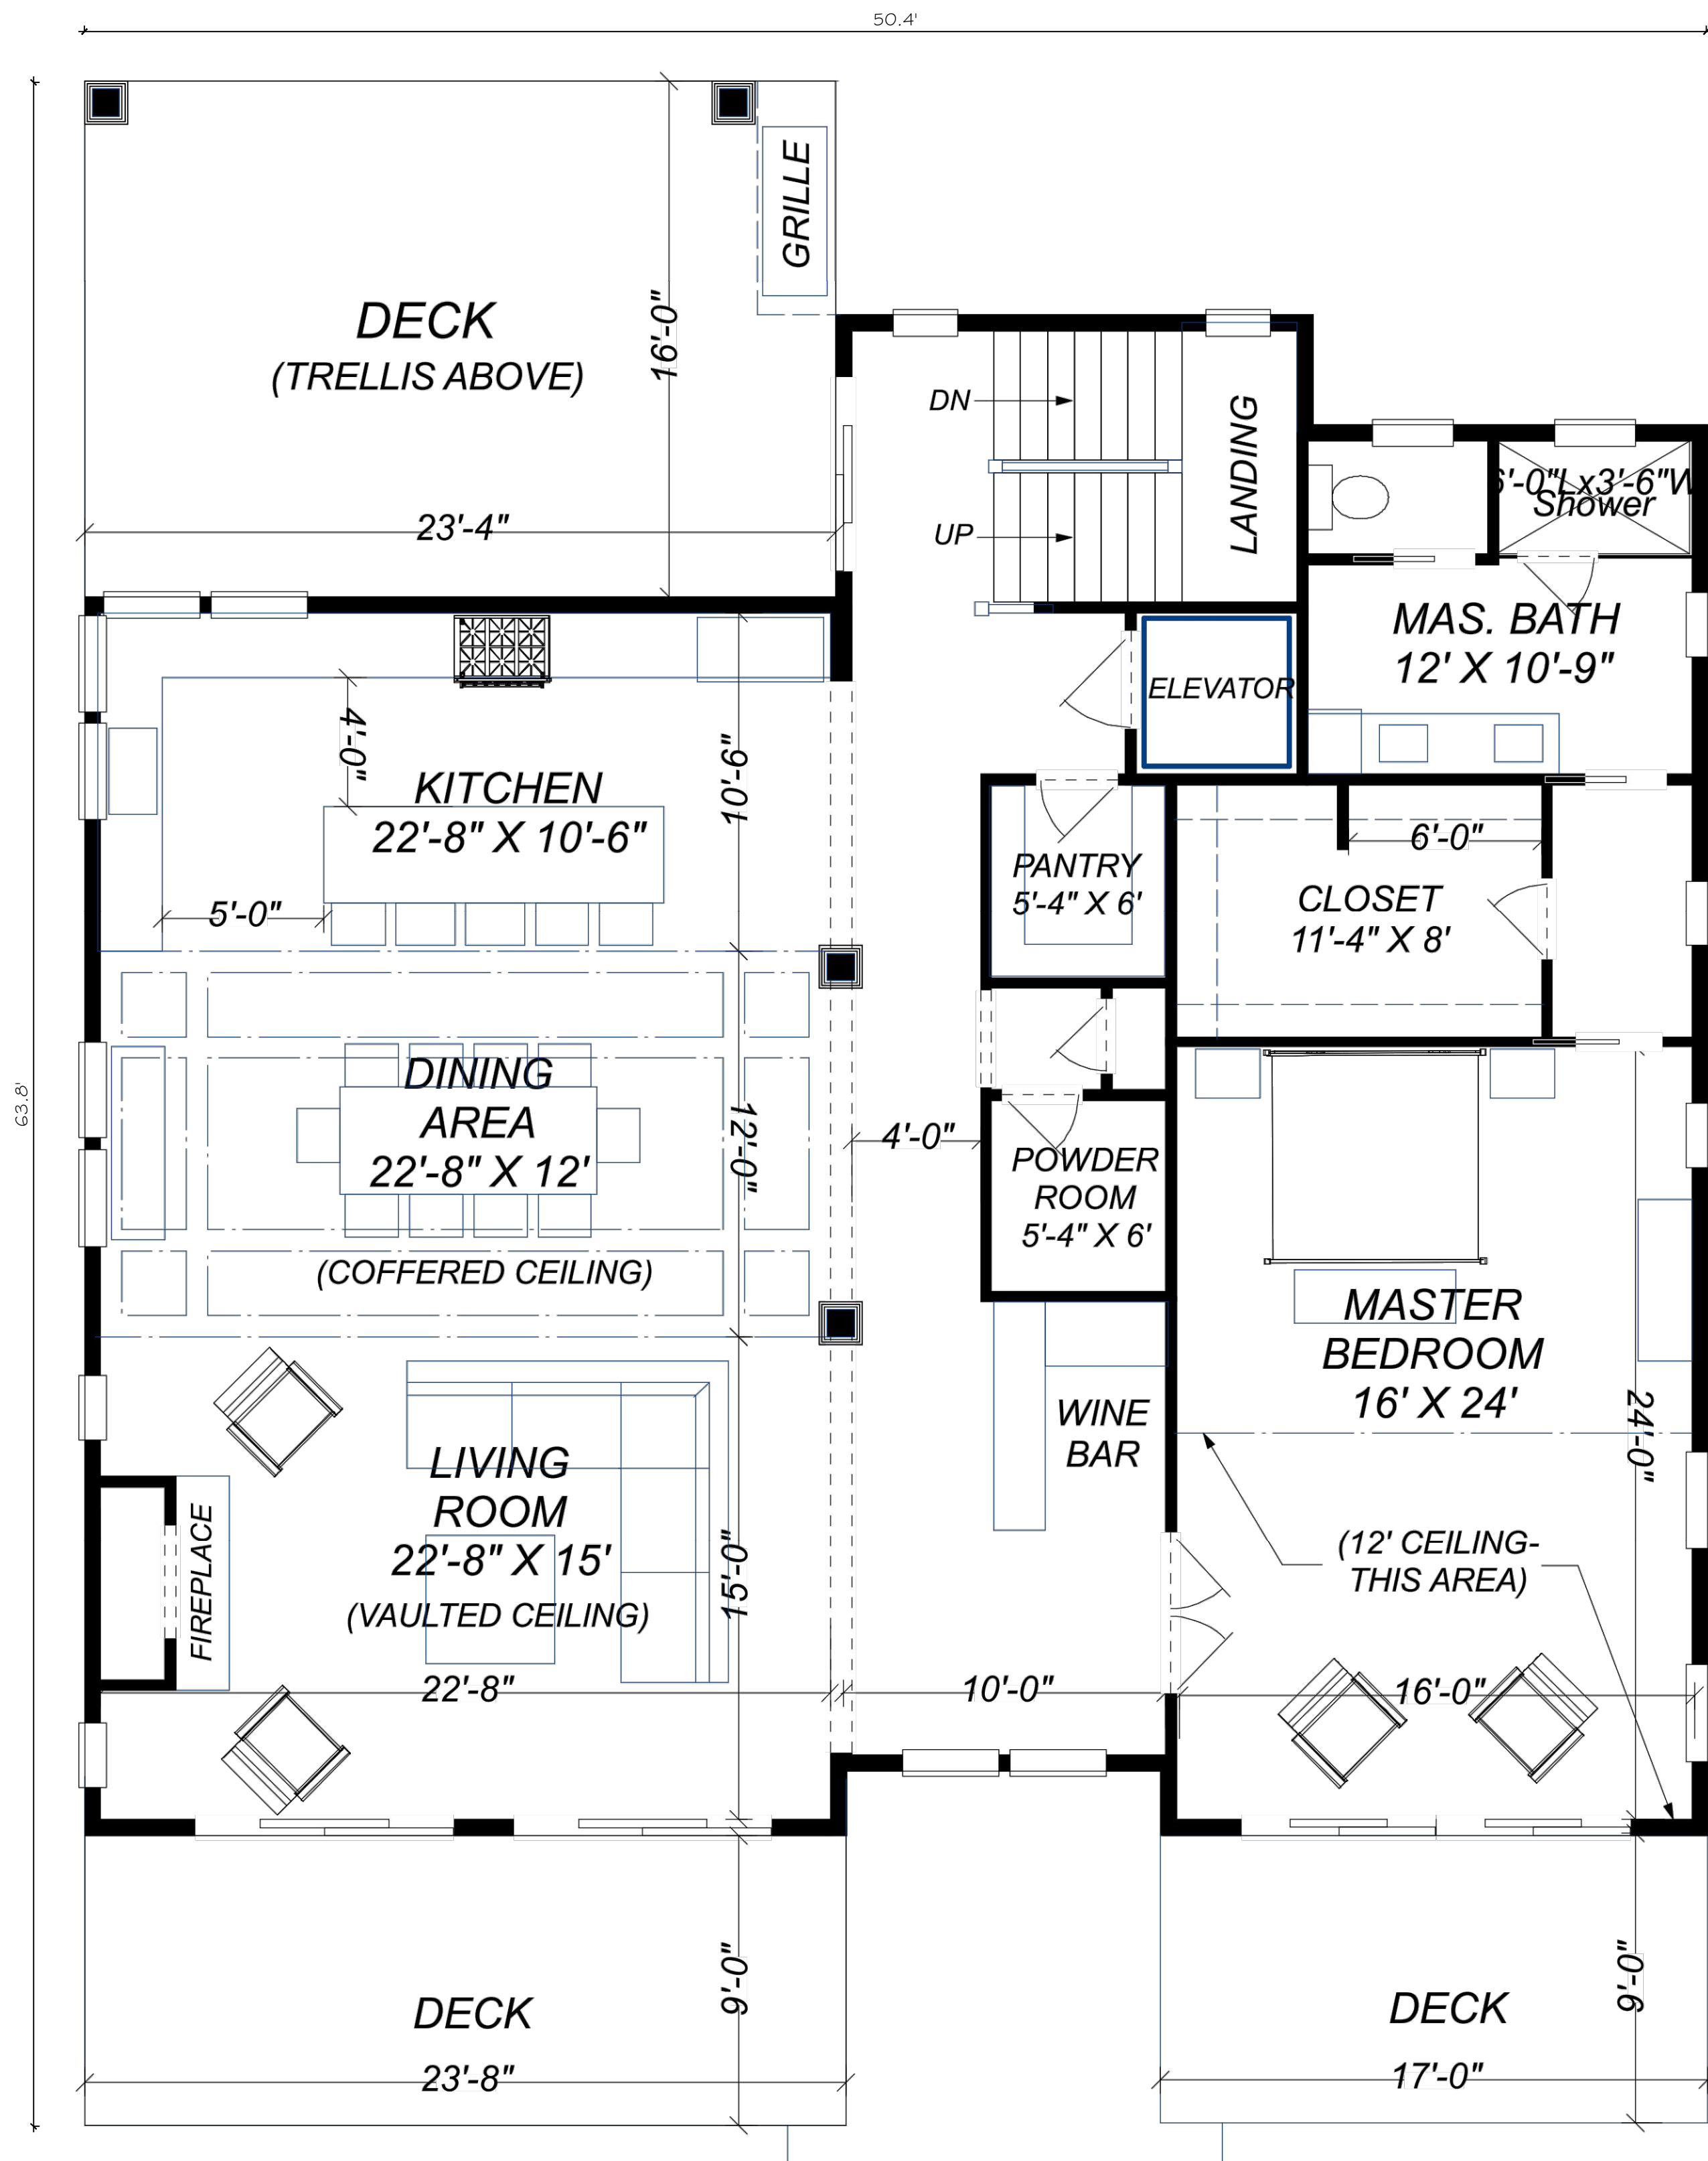 50.4'
63.8'
GRILLE
DECK
(TRELLIS ABOVE)
16'-0"
23'-4"
DN
UP
LANDING
6'-0"Lx3'-6"W
Shower
MAS. BATH
12' X 10'-9"
ELEVATOR
4'-0"
10'-6"
KITCHEN
22'-8" X 10'-6"
5'-0"
PANTRY
5'-4" X 6'
6'-0"
CLOSET
11'-4" X 8'
DINING
AREA
22'-8" X 12'
12'-0"
(COFFERED CEILING)
4'-0"
POWDER
ROOM
5'-4" X 6'
MASTER
BEDROOM
16' X 24'
24'-0"
WINE
BAR
LIVING
ROOM
22'-8" X 15'
(VAULTED CEILING)
15'-0"
FIREPLACE
(12' CEILING-
THIS AREA)
22'-8"
10'-0"
16'-0"
9'-0"
DECK
23'-8"
9'-0"
DECK
17'-0"